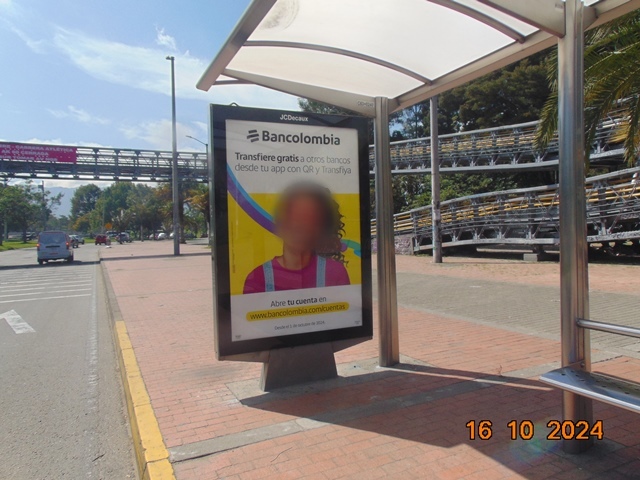 JCDecaux
Bancolombia
Transfiere gratis a otros bancos
desde tu app con QR y Transfiya
Abre tu cuenta en
www.bancolombia.com/cuentas
16 10 2024